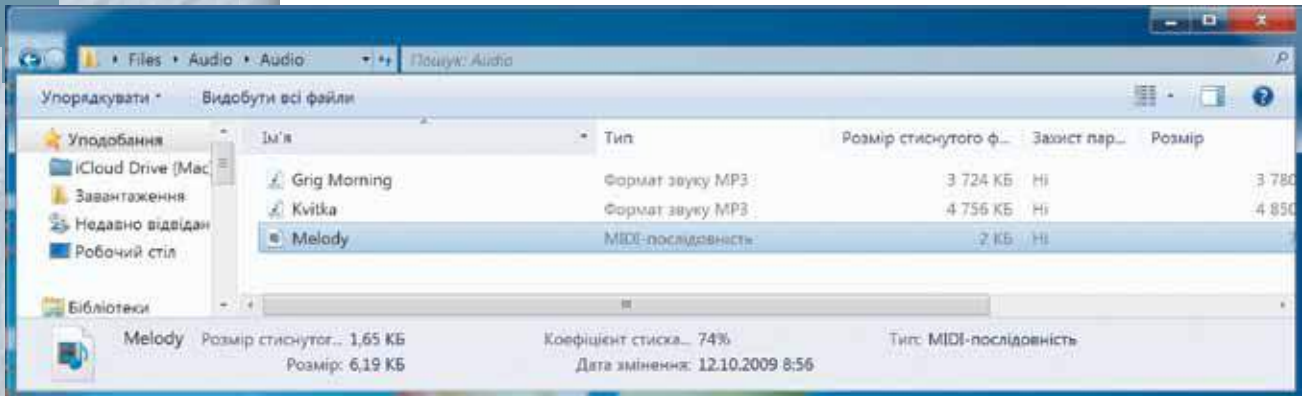 Files Audio Audio Пошук: Audio
Упорядкувати Видобути всі файли
Уподобання
iCloud Drive (Mac
Завантаження
Недавно відвідан
Робочий стіл
Бібліотеки
Ім'я Тип Розмір стиснутого ф... Захист пар... Розмір
Grig Morning Формат звуку MP3 3 724 КБ Ні 3 780
Kvitka Формат звуку MP3 4 756 КБ Ні 4 850
Melody MIDI-послідовність 2 КБ Ні
Melody Розмір стиснутог... 1,65 КБ Коефіцієнт стиска... 74% Тип: MIDI-послідовність
Розмір: 6,19 КБ Дата змінення: 12.10.2009 8:56